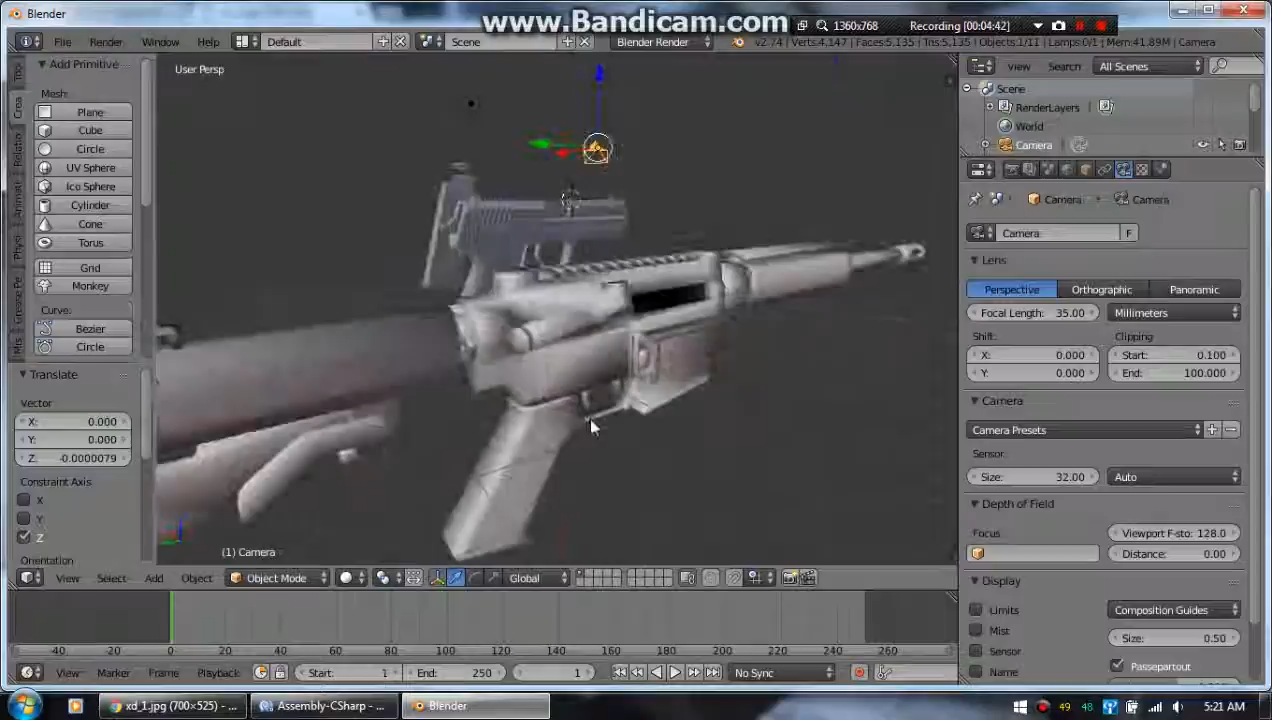 Blender
www.Bandicam.com
1360x768
Recording [00:04:42]
File Render Window Help
Default
Scene
Blender Render
v2.74 | Verts:4,147 | Faces:5,135 | Tris:5,135 | Objects:1/11 | Lamps:0/1 | Mem:41.89M | Camera
Add Primitive
Mesh:
Plane
Cube
Circle
UV Sphere
Ico Sphere
Cylinder
Cone
Torus
Grid
Monkey
Curve:
Bezier
Circle
Translate
Vector
X: 0.000
Y: 0.000
Z: -0.0000079
Constraint Axis
X
Y
Z
Orientation
User Persp
(1) Camera
View Select Add Object
Object Mode
Global
View Search All Scenes
Scene
RenderLayers
World
Camera
Camera Camera
Camera F
Lens
Perspective Orthographic Panoramic
Focal Length: 35.00 Millimeters
Shift: Clipping
X: 0.000 Start: 0.100
Y: 0.000 End: 100.000
Camera
Camera Presets
Sensor:
Size: 32.00 Auto
Depth of Field
Focus Viewport F-sto: 128.0
Distance: 0.00
Display
Limits Composition Guides
Mist Size: 0.50
Sensor
Name Passepartout
-40 -20 0 20 40 60 80 100 120 140 160 180 200 220 240 260
View Marker Frame Playback
Start: 1 End: 250 1
No Sync
xd_1.jpg (700×525) - ...
Assembly-CSharp - ...
Blender
49 48
5:21 AM